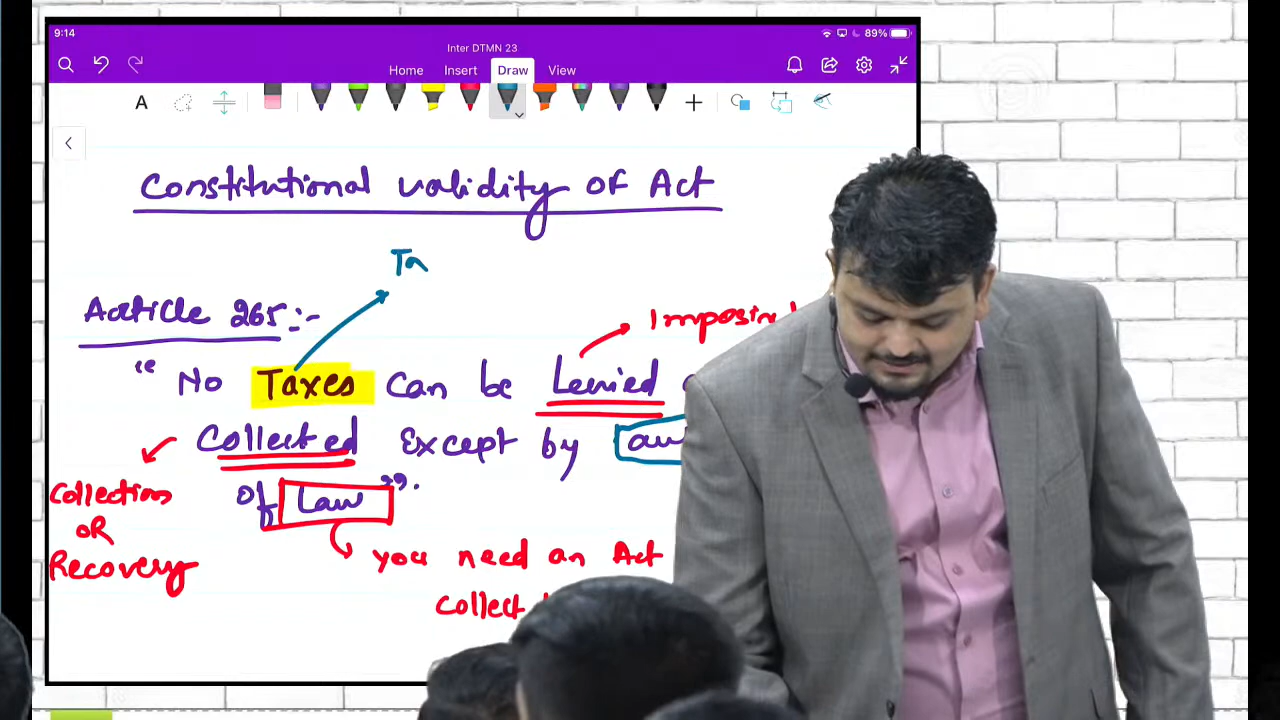 9:14
89%
Inter DTMN 23
Home Insert Draw View
A
Constitutional validity of Act
Ta
Article 265:-
Imposin
"No Taxes can be Levied
Collected Except by
of Law".
Collection
OR
Recovery
you need an Act
Collect